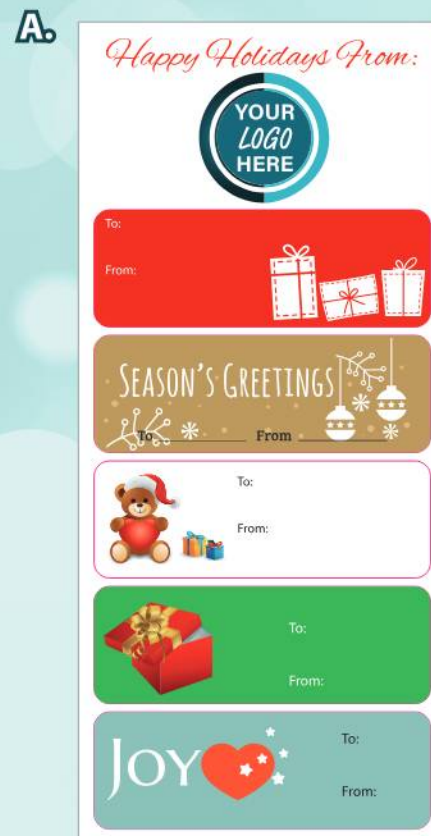 A.
Happy Holidays From:
YOUR
LOGO
HERE
To:
From:
SEASON'S GREETINGS
To From
To:
From:
To:
From:
JOY
To:
From: